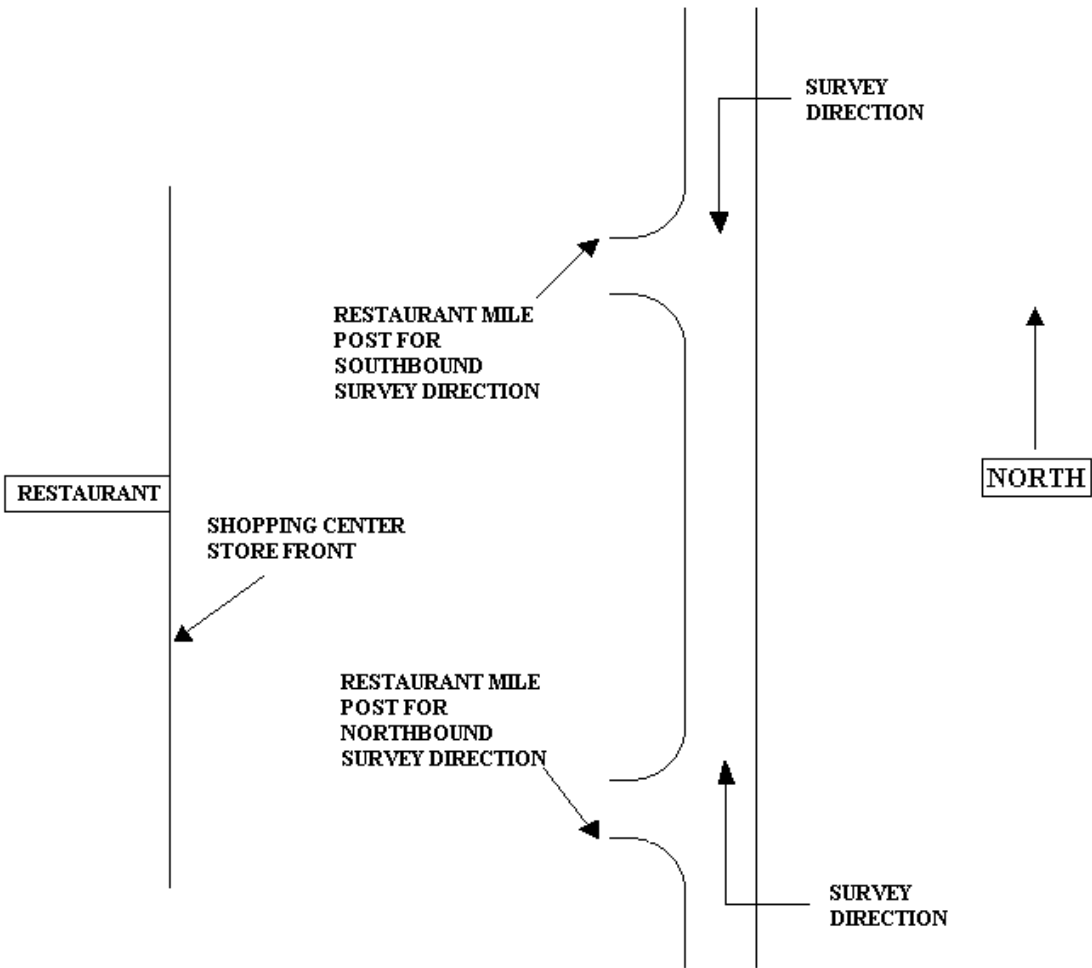 SURVEY
DIRECTION
RESTAURANT MILE
POST FOR
SOUTHBOUND
SURVEY DIRECTION
NORTH
RESTAURANT
SHOPPING CENTER
STORE FRONT
RESTAURANT MILE
POST FOR
NORTHBOUND
SURVEY DIRECTION
SURVEY
DIRECTION